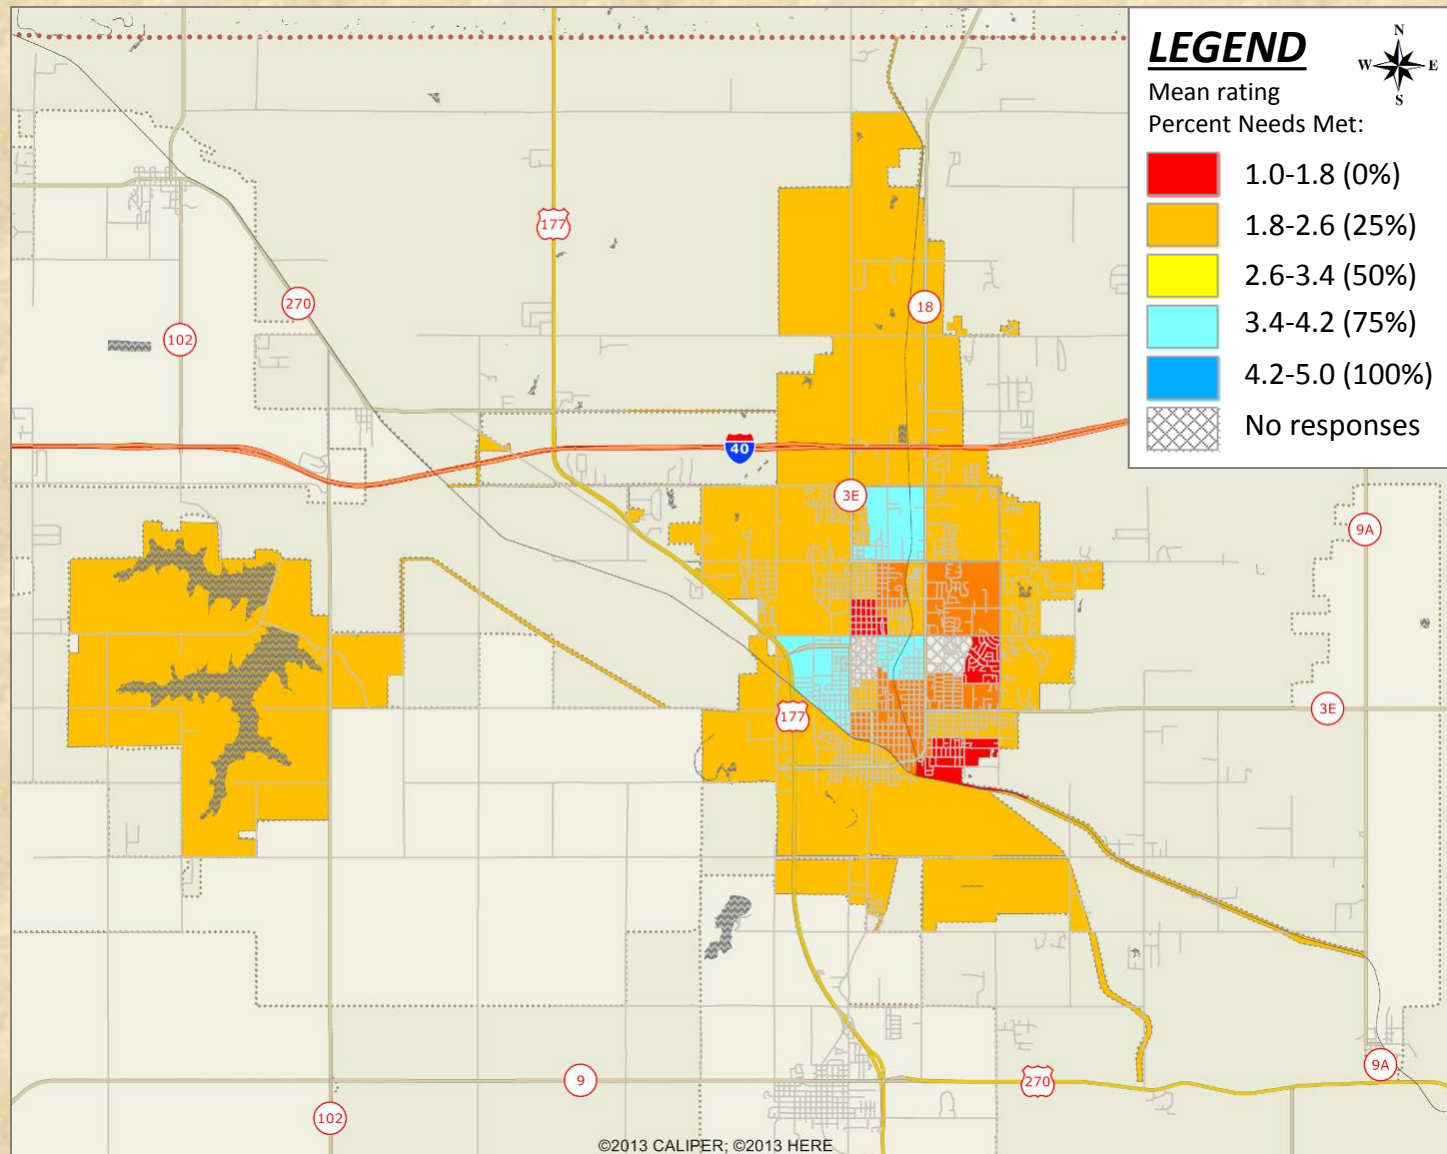 LEGEND
N
W E
S
Mean rating
Percent Needs Met:
1.0-1.8 (0%)
1.8-2.6 (25%)
2.6-3.4 (50%)
3.4-4.2 (75%)
4.2-5.0 (100%)
No responses
177
270
18
102
40
3E
9A
3E
177
9A
9
270
102
©2013 CALIPER; ©2013 HERE